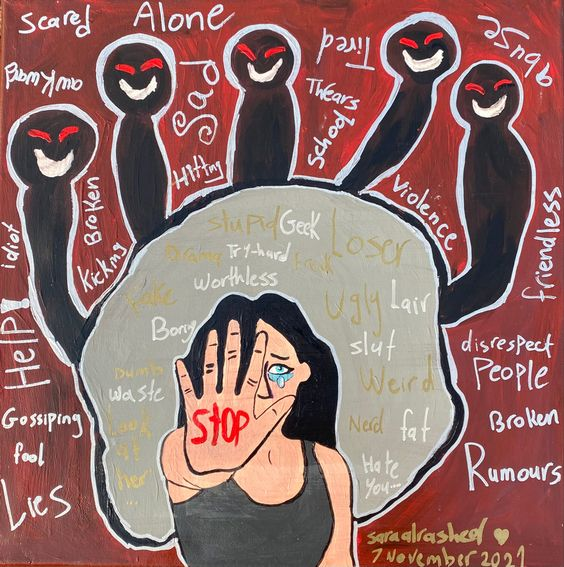 Scared
Alone
Tired
abuse
awkward
Sad
Hitting
Twears
School
Violence
friendless
Broken
kicking
idiot
Help!
Gossiping
fool
Lies
disrespect
People
Broken
Rumours
stupid
Geek
Loser
Drama
Try-hard
Freak
worthless
Fake
Ugly
Lair
Borny
slut
Dumb
waste
Weird
Look
at
her
...
Nerd
fat
Hate
You...
STOP
saraalrashed
7 November 2021